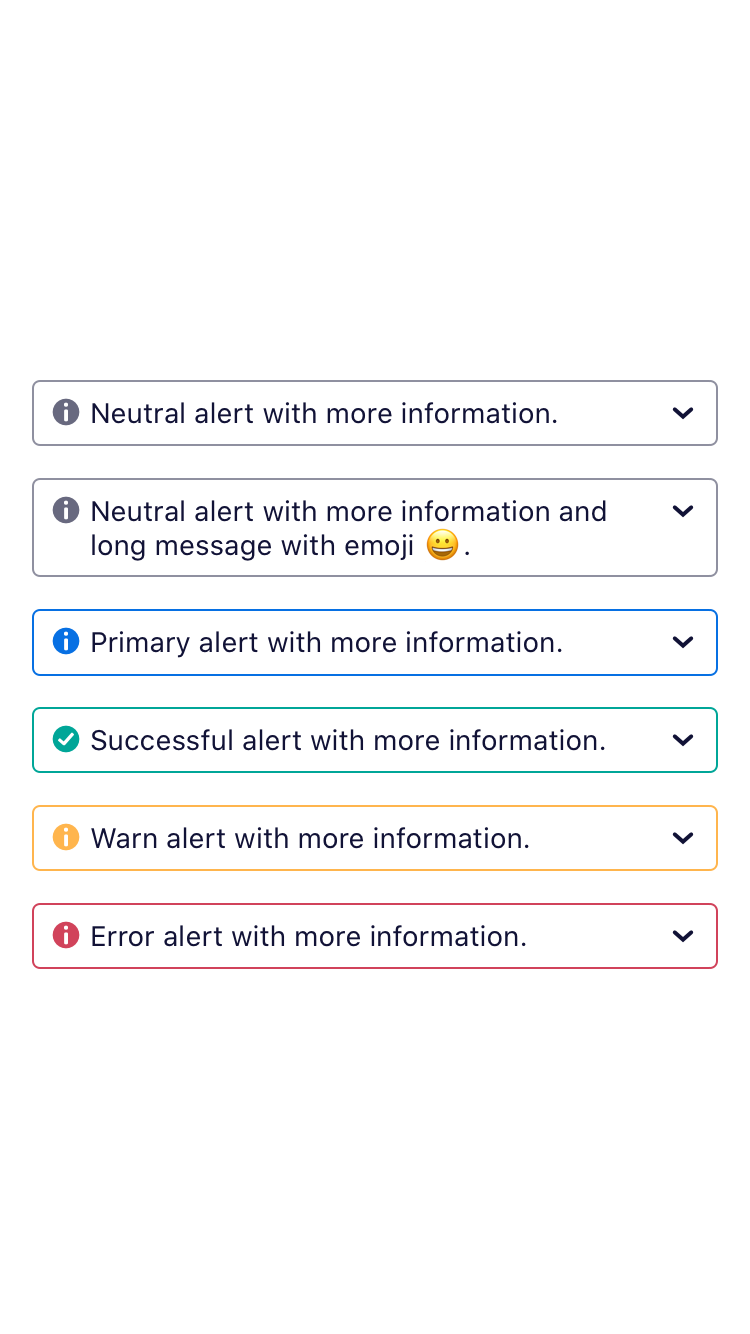 Neutral alert with more information.
Neutral alert with more information and
long message with emoji 😀.
Primary alert with more information.
Successful alert with more information.
Warn alert with more information.
Error alert with more information.